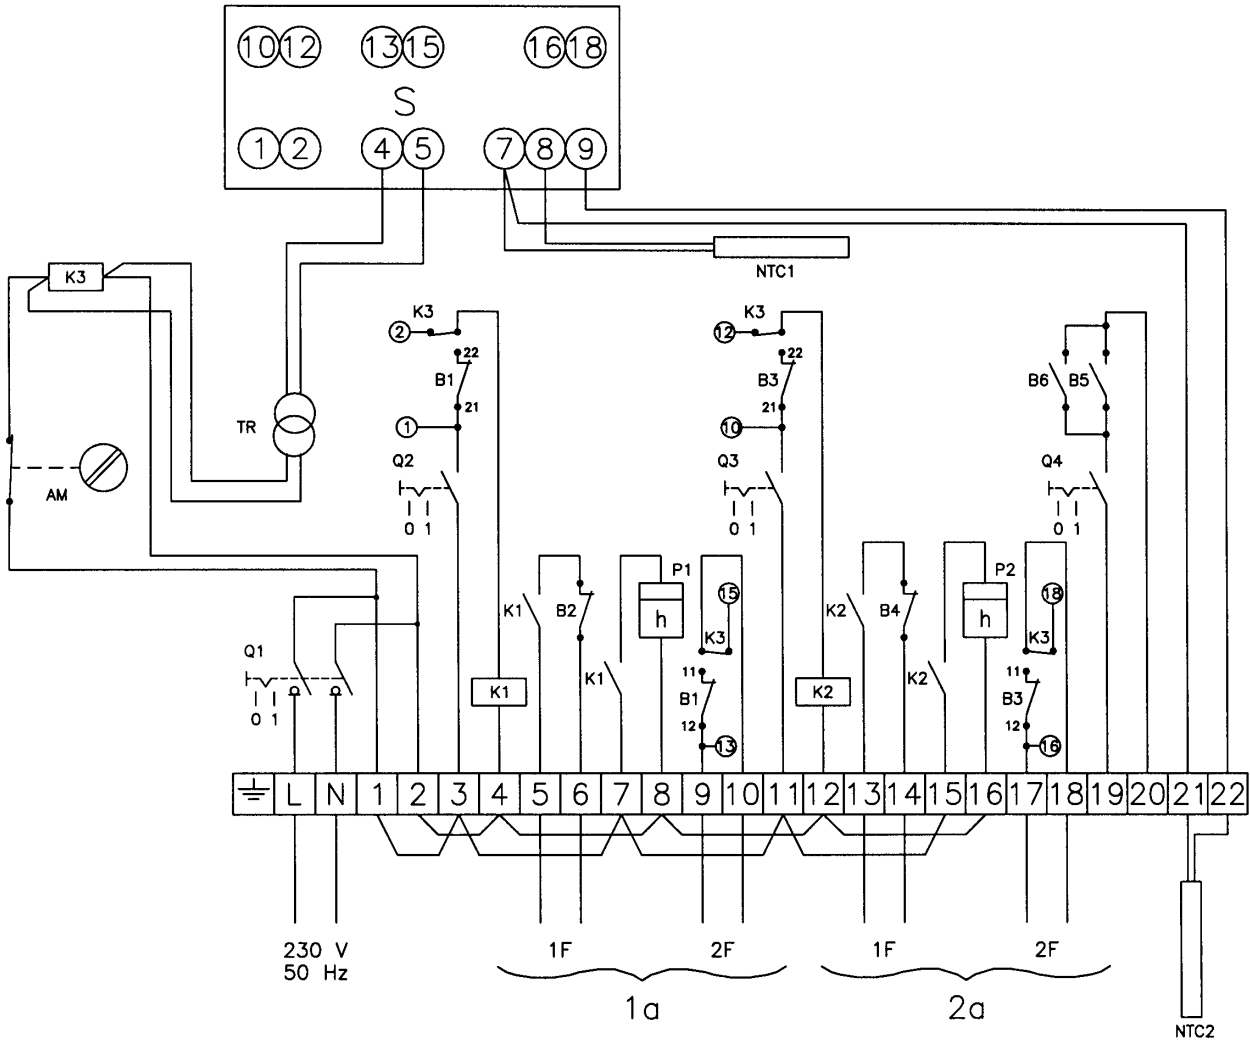 10 12 13 15 16 18
S
1 2 4 5 7 8 9
NTC1
K3
K3 K3
2 12
22 22
B1 B3 B6 B5
21 21
TR 1 10
Q2 Q3 Q4
AM
0 1 0 1 0 1
P1 P2
15 18
K1 B2 h K2 B4 h
K3 K3
Q1 K1 11 K2 11
K1 B1 K2 B3
0 1 12 12
13 16
L N 1 2 3 4 5 6 7 8 9 10 11 12 13 14 15 16 17 18 19 20 21 22
230 V 1F 2F 1F 2F
50 Hz
1a 2a
NTC2